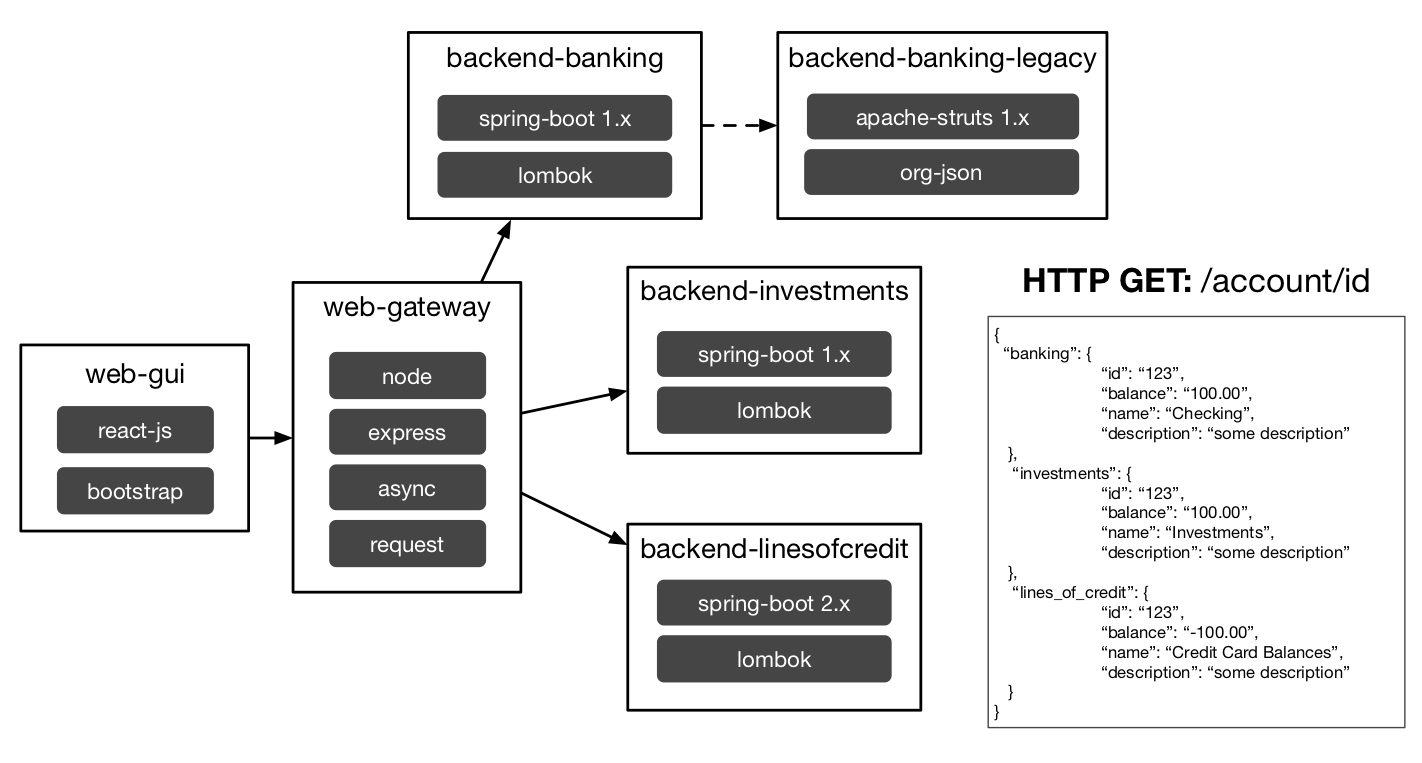 backend-banking
spring-boot 1.x
lombok
backend-banking-legacy
apache-struts 1.x
org-json
web-gui
react-js
bootstrap
web-gateway
node
express
async
request
backend-investments
spring-boot 1.x
lombok
backend-linesofcredit
spring-boot 2.x
lombok
HTTP GET: /account/id
{
“banking”: {
“id”: “123”,
“balance”: “100.00”,
“name”: “Checking”,
“description”: “some description”
},
“investments”: {
“id”: “123”,
“balance”: “100.00”,
“name”: “Investments”,
“description”: “some description”
},
“lines_of_credit”: {
“id”: “123”,
“balance”: “-100.00”,
“name”: “Credit Card Balances”,
“description”: “some description”
}
}